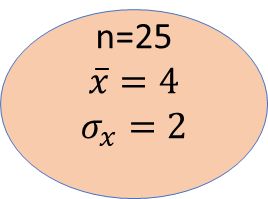 n=25
x̄ = 4
σₓ = 2